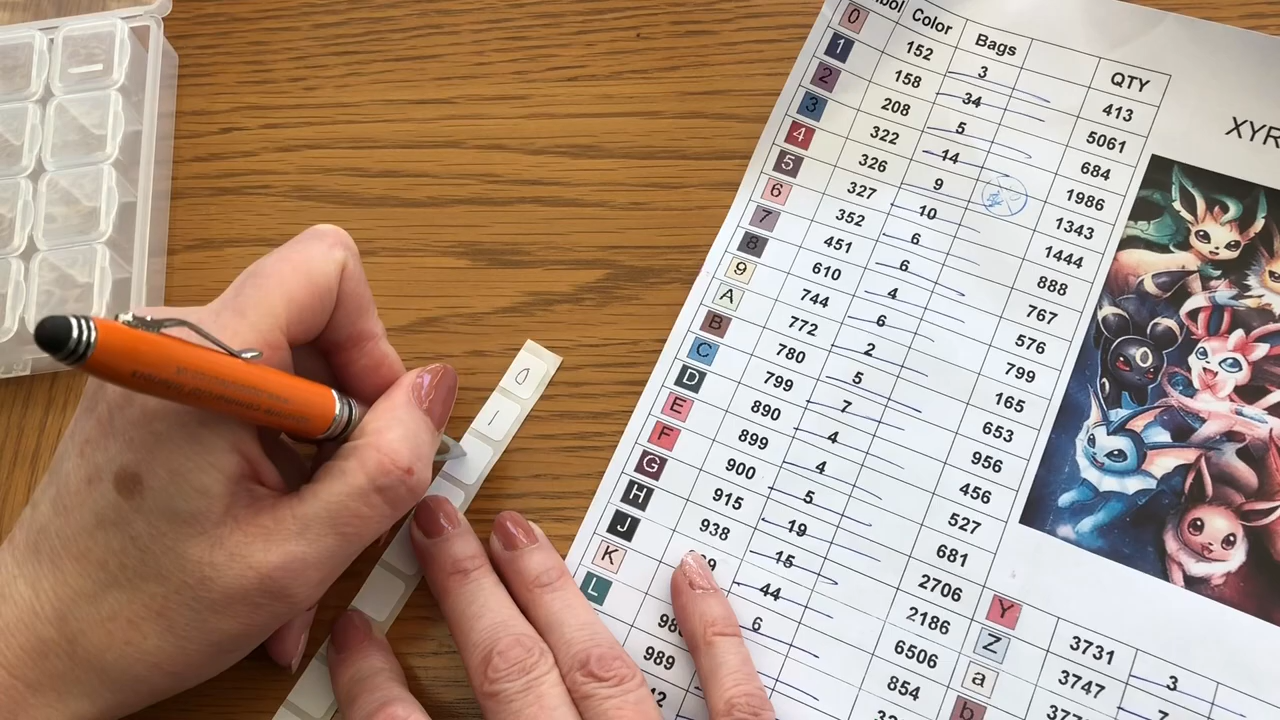 Color Bags QTY
0 152 3 413
1 158 34 5061
2 208 5 684
3 322 14 1986
4 326 9 1343
5 327 10 1444
6 352 6 888
7 451 6 767
8 610 4 576
9 744 6 799
A 772 2 165
B 780 5 653
C 799 7 956
D 890 4 456
E 899 4 527
F 900 5 681
G 915 19 2706
H 938 15 2186
J 44 6506
K 6 854
L 989
XYR
Y 3731 3
Z 3747
a
b
0
1